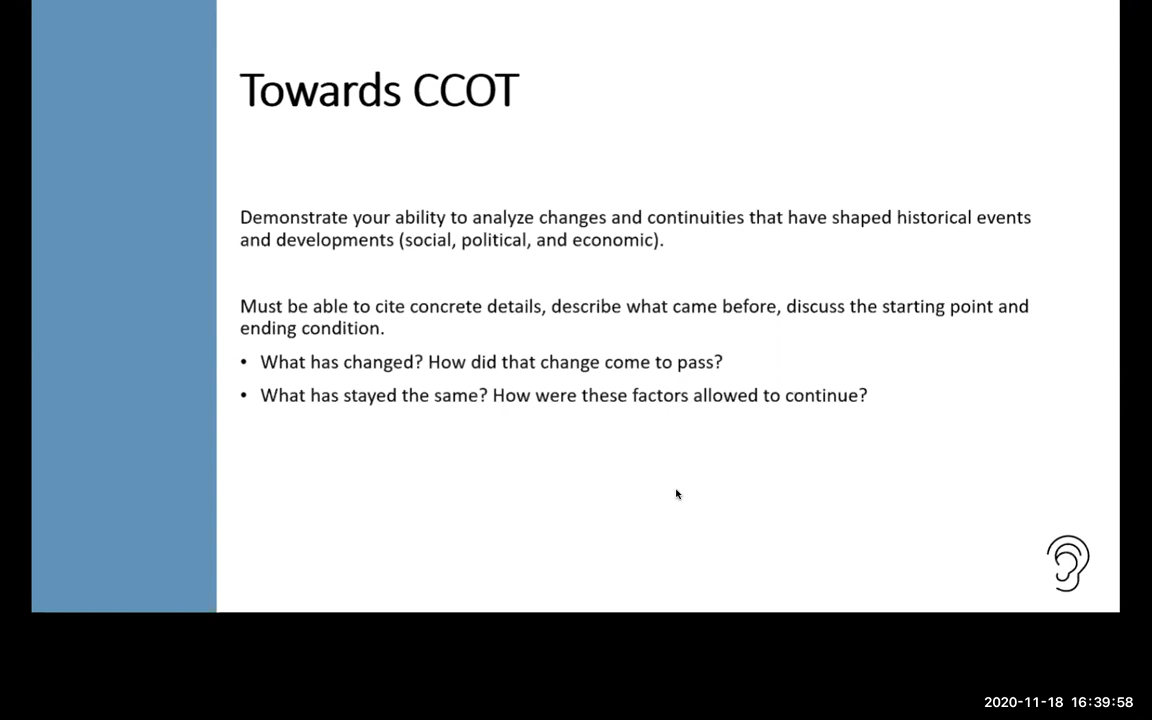 Towards CCOT
Demonstrate your ability to analyze changes and continuities that have shaped historical events
and developments (social, political, and economic).
Must be able to cite concrete details, describe what came before, discuss the starting point and
ending condition.
• What has changed? How did that change come to pass?
• What has stayed the same? How were these factors allowed to continue?
2020-11-18 16:39:58